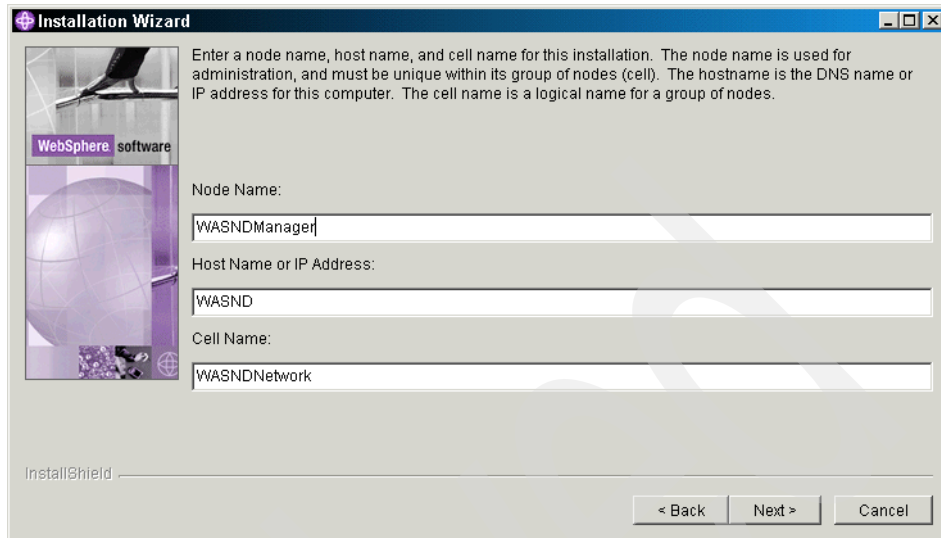 Installation Wizard
Enter a node name, host name, and cell name for this installation. The node name is used for
administration, and must be unique within its group of nodes (cell). The hostname is the DNS name or
IP address for this computer. The cell name is a logical name for a group of nodes.
WebSphere software
Node Name:
WASNDManager
Host Name or IP Address:
WASND
Cell Name:
WASNDNetwork
InstallShield
< Back Next > Cancel